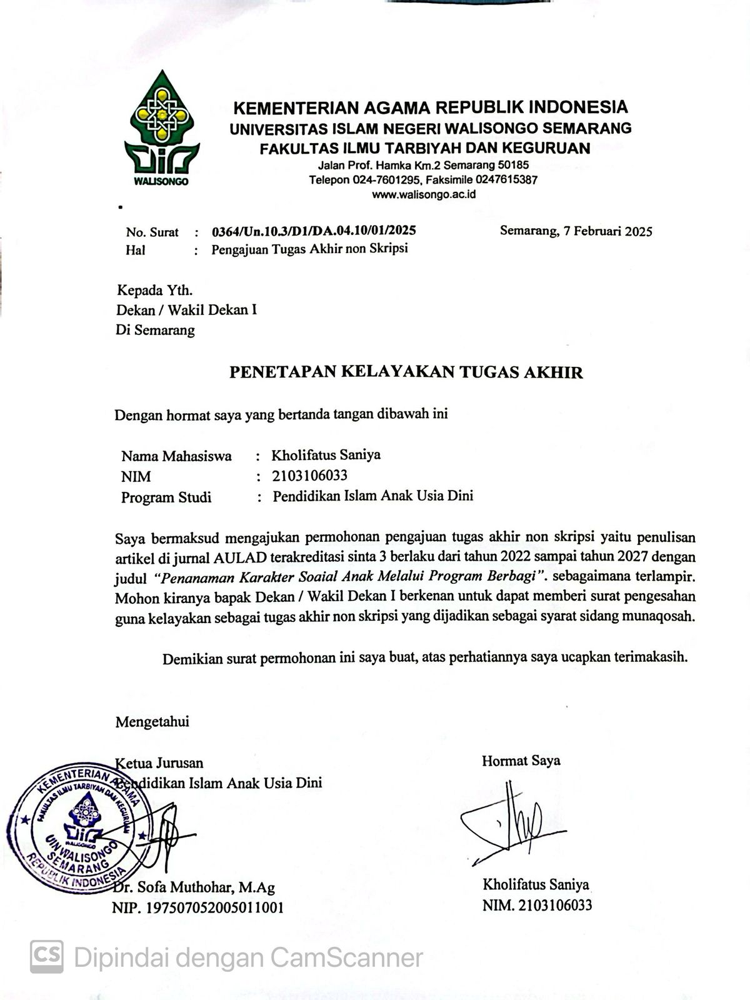 KEMENTERIAN AGAMA REPUBLIK INDONESIA
UNIVERSITAS ISLAM NEGERI WALISONGO SEMARANG
FAKULTAS ILMU TARBIYAH DAN KEGURUAN
Jalan Prof. Hamka Km.2 Semarang 50185
Telepon 024-7601295, Faksimile 0247615387
www.walisongo.ac.id
WALISONGO
No. Surat : 0364/Un.10.3/D1/DA.04.10/01/2025 Semarang, 7 Februari 2025
Hal : Pengajuan Tugas Akhir non Skripsi
Kepada Yth.
Dekan / Wakil Dekan I
Di Semarang
PENETAPAN KELAYAKAN TUGAS AKHIR
Dengan hormat saya yang bertanda tangan dibawah ini
Nama Mahasiswa : Kholifatus Saniya
NIM : 2103106033
Program Studi : Pendidikan Islam Anak Usia Dini
Saya bermaksud mengajukan permohonan pengajuan tugas akhir non skripsi yaitu penulisan
artikel di jurnal AULAD terakreditasi sinta 3 berlaku dari tahun 2022 sampai tahun 2027 dengan
judul "Penanaman Karakter Soaial Anak Melalui Program Berbagi". sebagaimana terlampir.
Mohon kiranya bapak Dekan / Wakil Dekan I berkenan untuk dapat memberi surat pengesahan
guna kelayakan sebagai tugas akhir non skripsi yang dijadikan sebagai syarat sidang munaqosah.
Demikian surat permohonan ini saya buat, atas perhatiannya saya ucapkan terimakasih.
Mengetahui
Ketua Jurusan
Pendidikan Islam Anak Usia Dini
Hormat Saya
KEMENTERIAN AGAMA
FAKULTAS ILMU TARBIYAH DAN KEGURUAN
WALISONGO
UIN WALISONGO
SEMARANG
REPUBLIK INDONESIA
Dr. Sofa Muthohar, M.Ag
NIP. 197507052005011001
Kholifatus Saniya
NIM. 2103106033
CS Dipindai dengan CamScanner